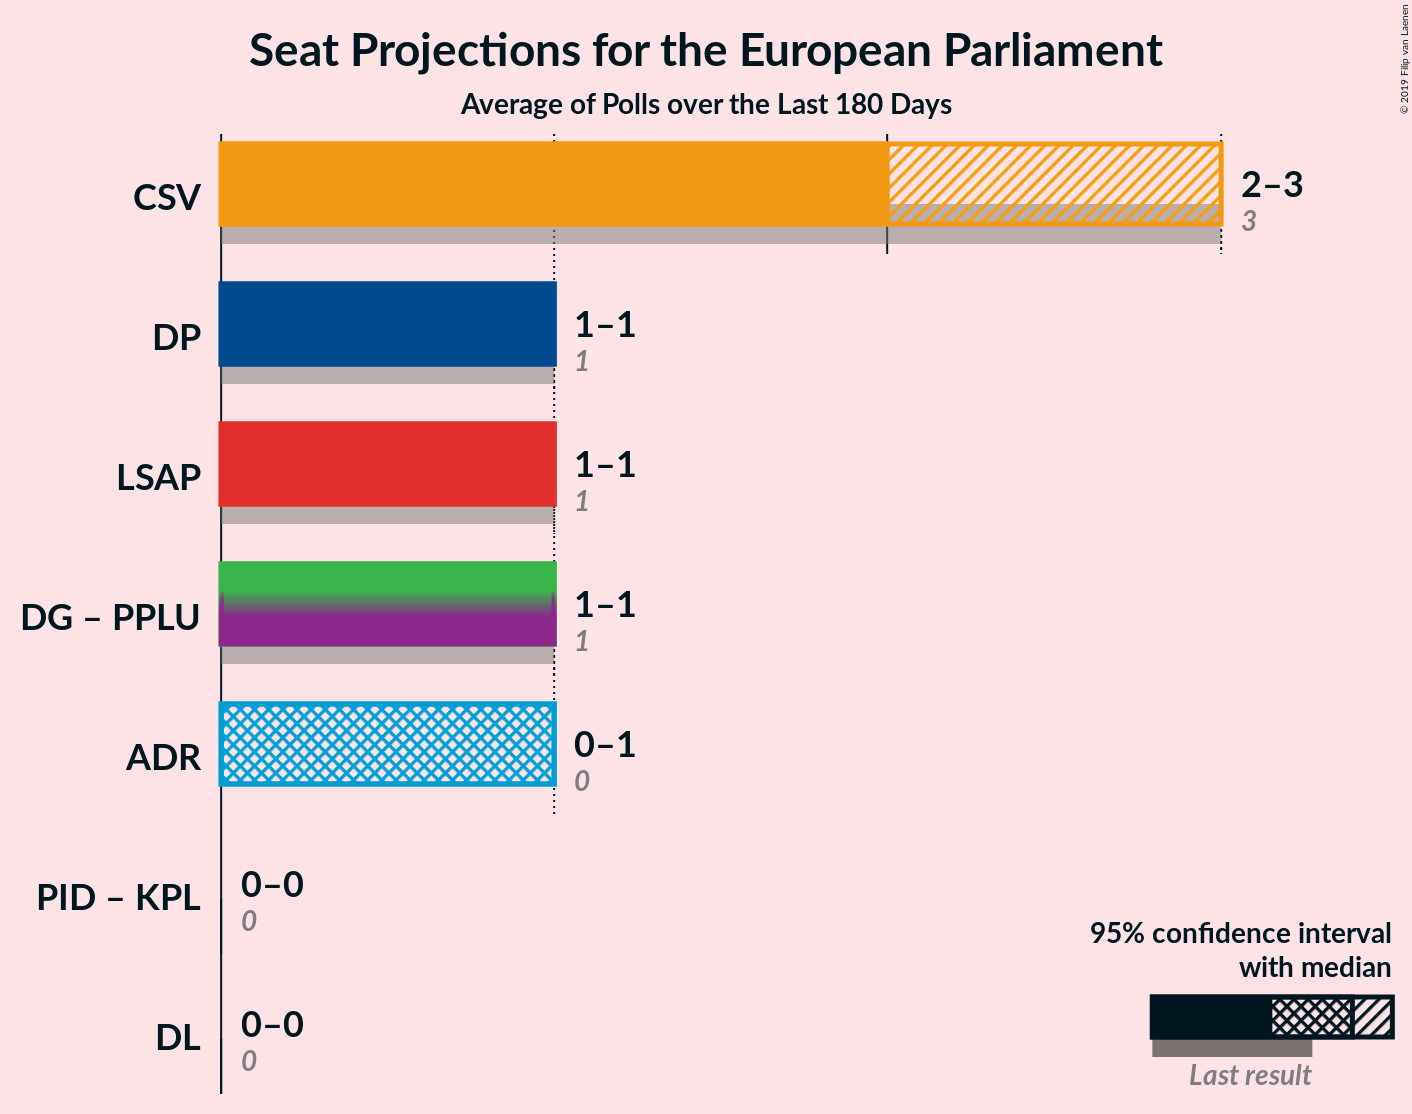 Seat Projections for the European Parliament
Average of Polls over the Last 180 Days
© 2019 Filip van Laenen
CSV
2–3
3
DP
1–1
1
LSAP
1–1
1
DG – PPLU
1–1
1
ADR
0–1
0
PID – KPL
0–0
0
DL
0–0
0
95% confidence interval
with median
Last result